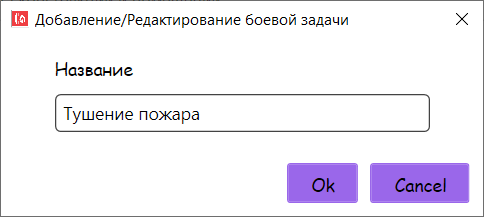 Добавление/Редактирование боевой задачи
Название
Тушение пожара
Ok Cancel